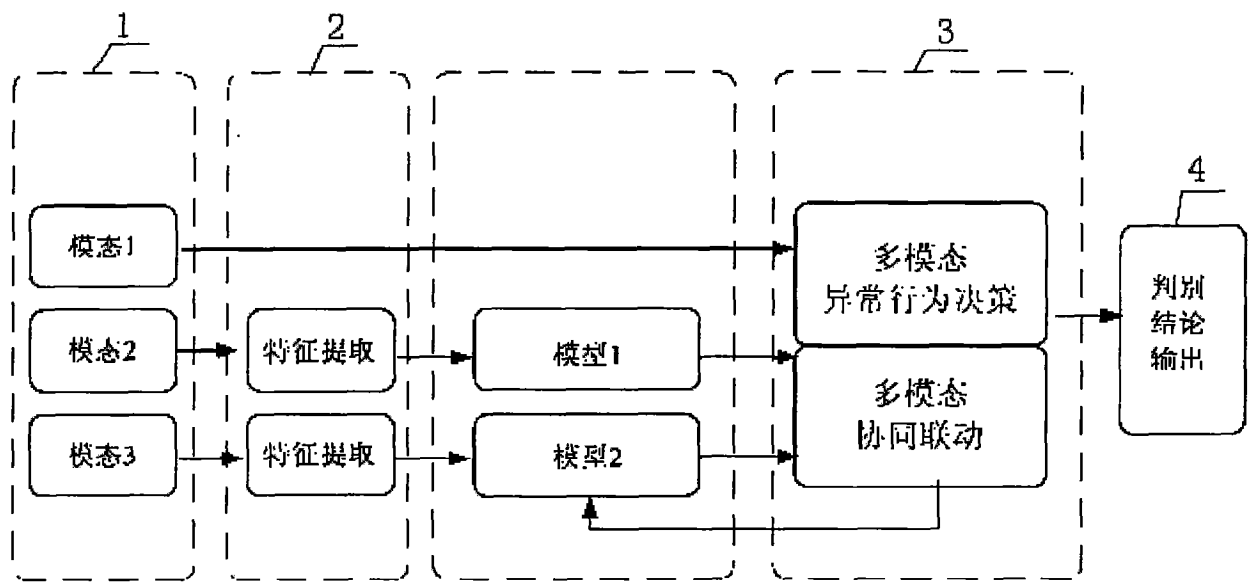 1
2
3
4
模态1
多模态
异常行为决策
判别
结论
输出
模态2
特征提取
模型1
多模态
协同联动
模态3
特征提取
模型2